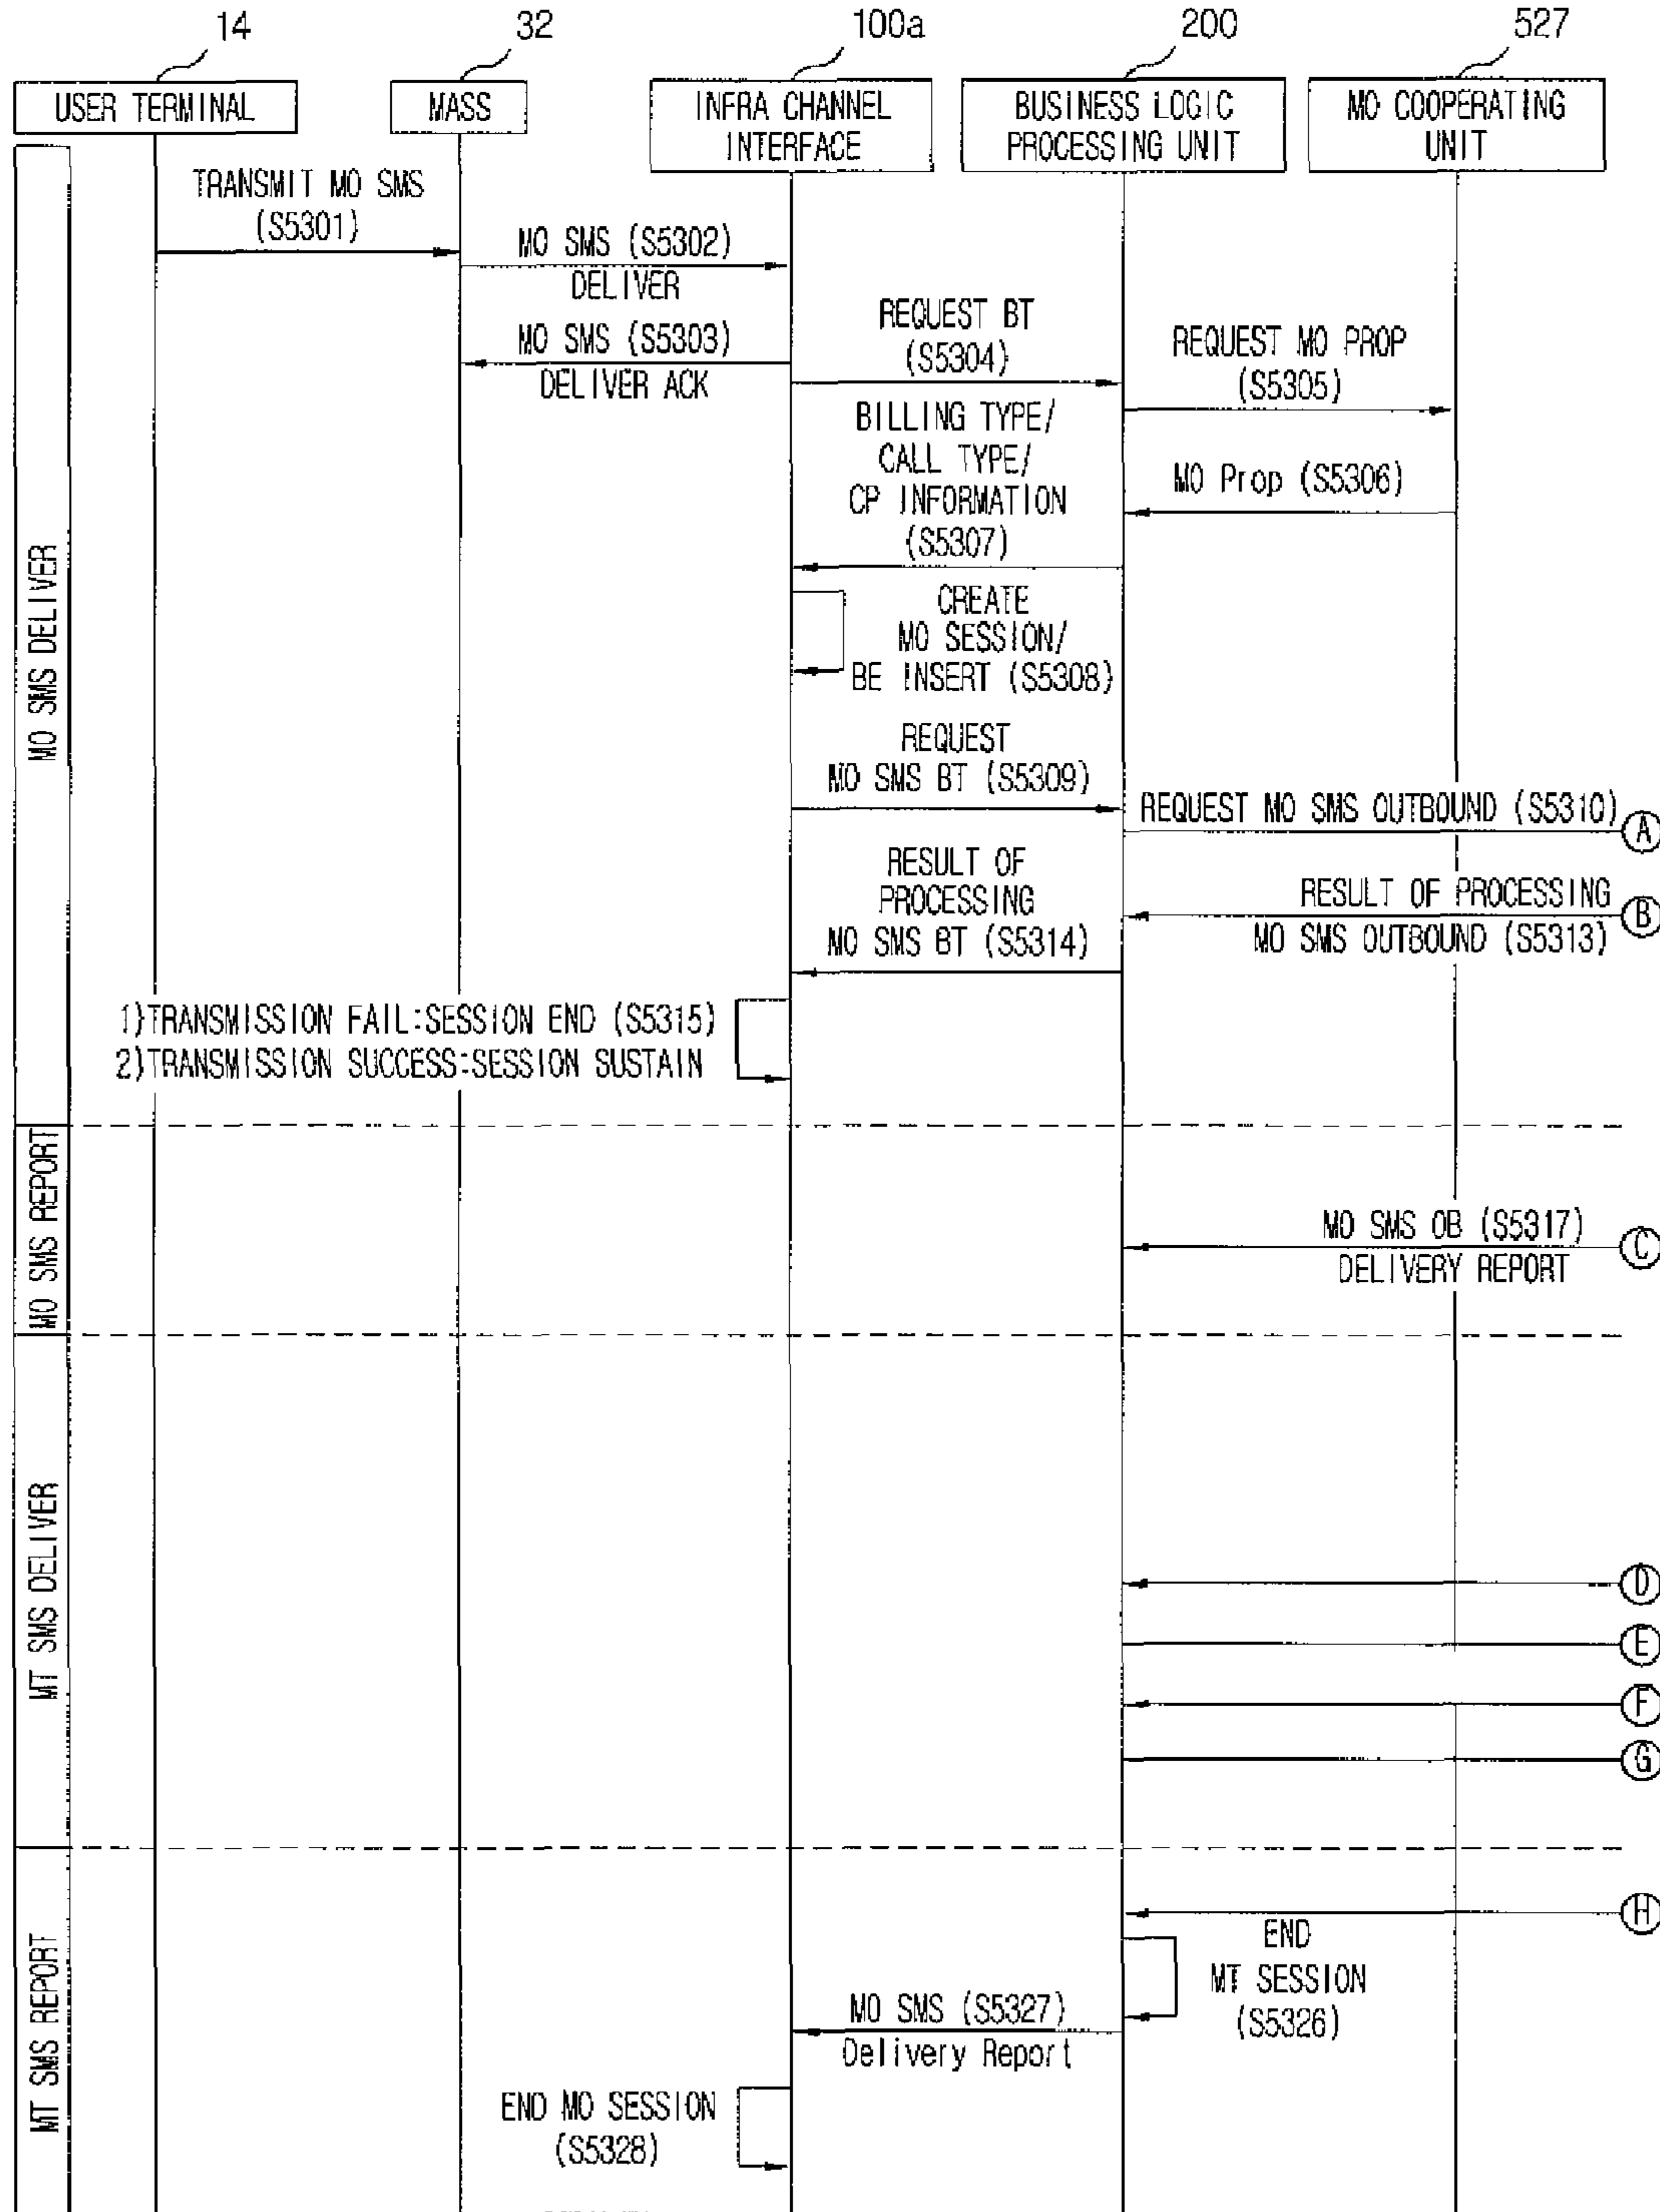 14
32
100a
200
527
USER TERMINAL
MASS
INFRA CHANNEL
INTERFACE
BUSINESS LOGIC
PROCESSING UNIT
MO COOPERATING
UNIT
MO SMS DELIVER
TRANSMIT MO SMS
(S5301)
MO SMS (S5302)
DELIVER
MO SMS (S5303)
DELIVER ACK
REQUEST BT
(S5304)
REQUEST MO PROP
(S5305)
MO Prop (S5306)
BILLING TYPE/
CALL TYPE/
CP INFORMATION
(S5307)
CREATE
MO SESSION/
BE INSERT (S5308)
REQUEST
MO SMS BT (S5309)
REQUEST MO SMS OUTBOUND (S5310)
A
RESULT OF PROCESSING
MO SMS OUTBOUND (S5313)
B
RESULT OF
PROCESSING
MO SMS BT (S5314)
1)TRANSMISSION FAIL:SESSION END (S5315)
2)TRANSMISSION SUCCESS:SESSION SUSTAIN
MO SMS REPORT
MO SMS OB (S5317)
DELIVERY REPORT
C
MT SMS DELIVER
D
E
F
G
MT SMS REPORT
H
END
MT SESSION
(S5326)
MO SMS (S5327)
Delivery Report
END MO SESSION
(S5328)